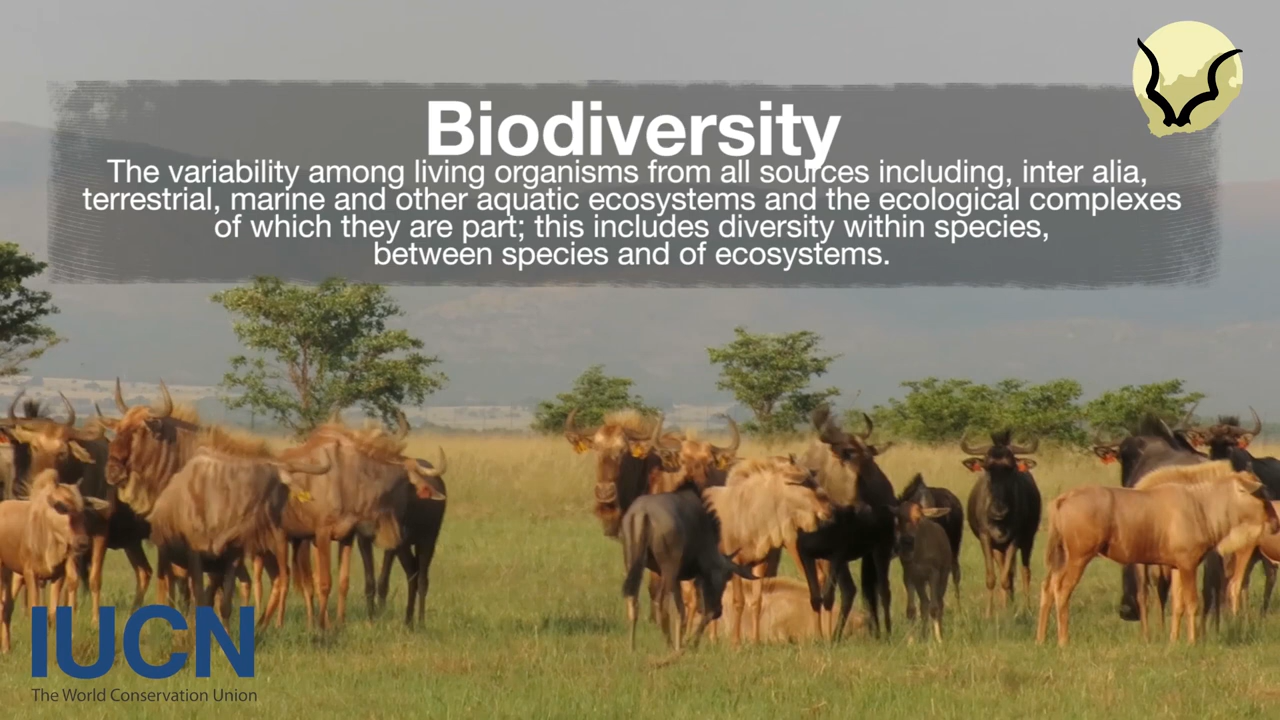 Biodiversity
The variability among living organisms from all sources including, inter alia,
terrestrial, marine and other aquatic ecosystems and the ecological complexes
of which they are part; this includes diversity within species,
between species and of ecosystems.
IUCN
The World Conservation Union